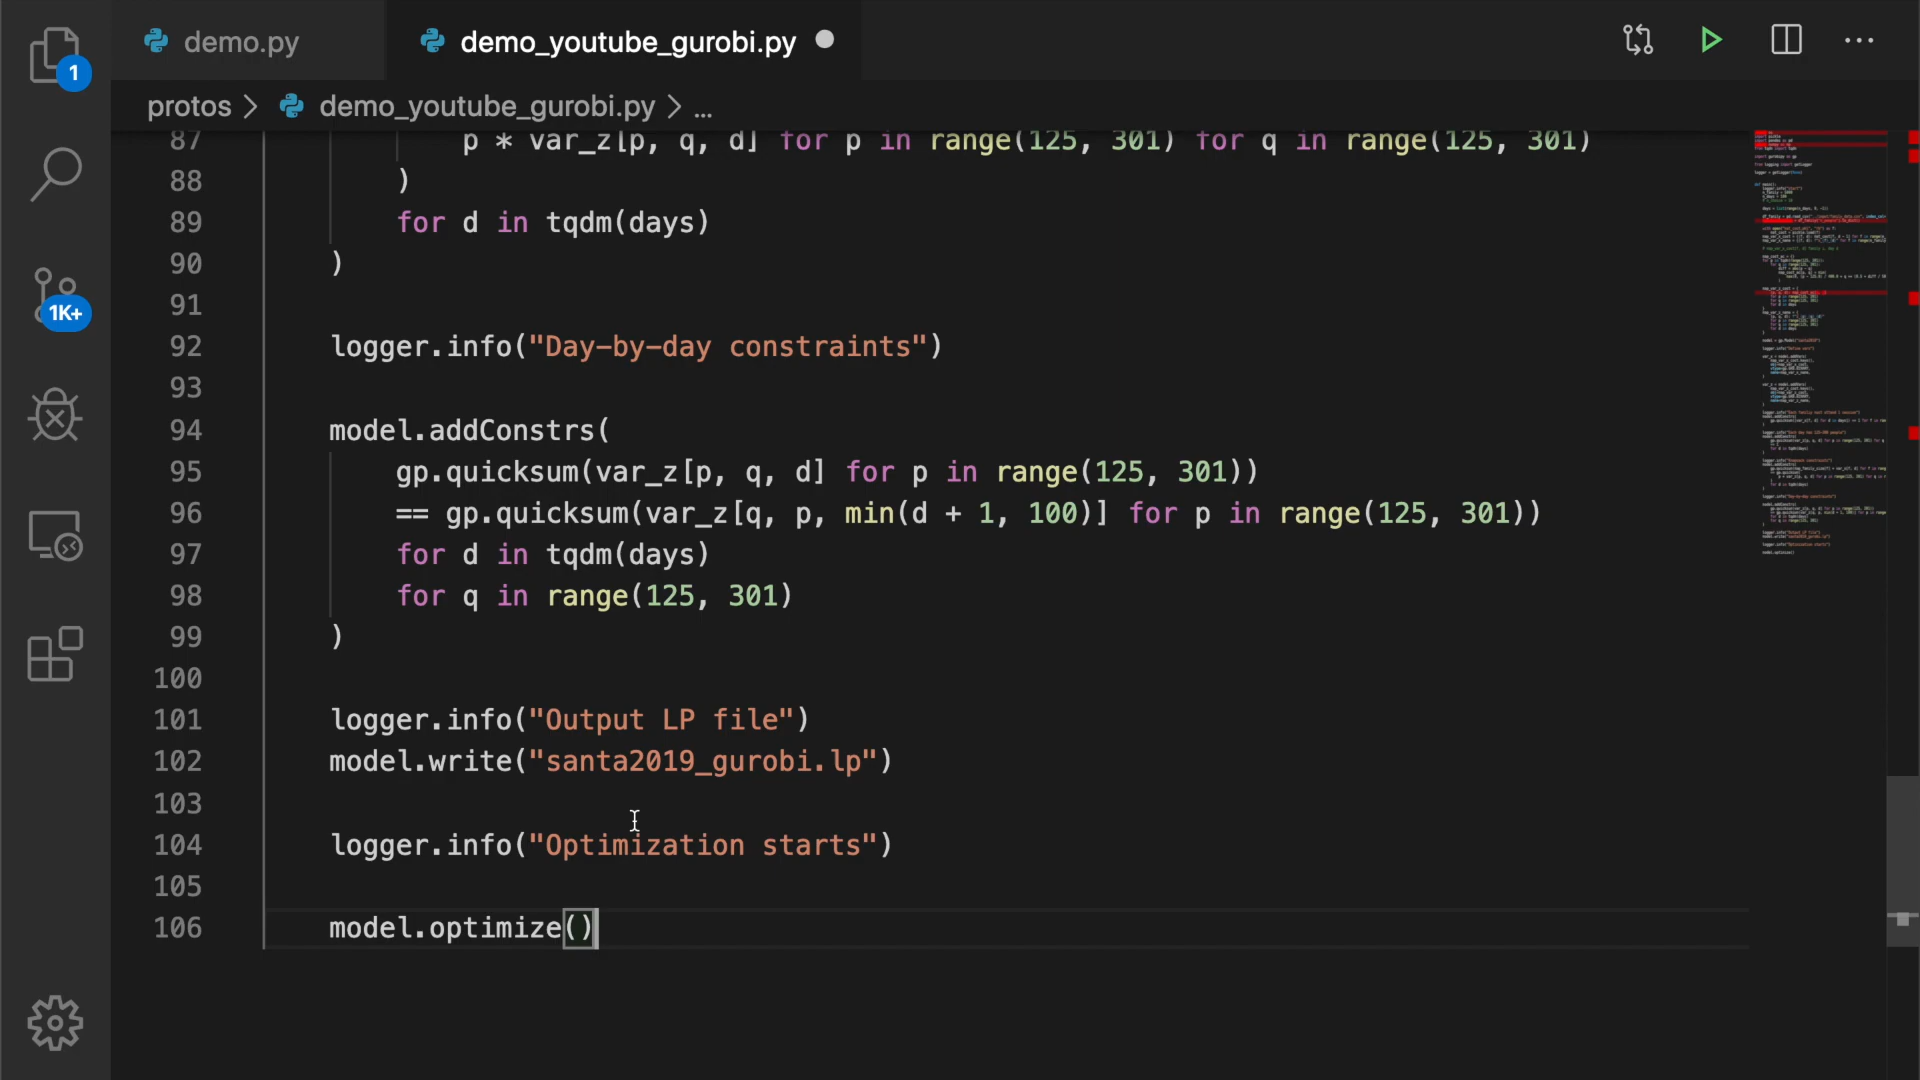 demo.py
demo_youtube_gurobi.py
1
protos > demo_youtube_gurobi.py > ...
87 p * var_z[p, q, d] for p in range(125, 301) for q in range(125, 301)
88 )
89 for d in tqdm(days)
90 )
91
92 logger.info("Day-by-day constraints")
93
94 model.addConstrs(
95 gp.quicksum(var_z[p, q, d] for p in range(125, 301))
96 == gp.quicksum(var_z[q, p, min(d + 1, 100)] for p in range(125, 301))
97 for d in tqdm(days)
98 for q in range(125, 301)
99 )
100
101 logger.info("Output LP file")
102 model.write("santa2019_gurobi.lp")
103
104 logger.info("Optimization starts")
105
106 model.optimize()
1K+